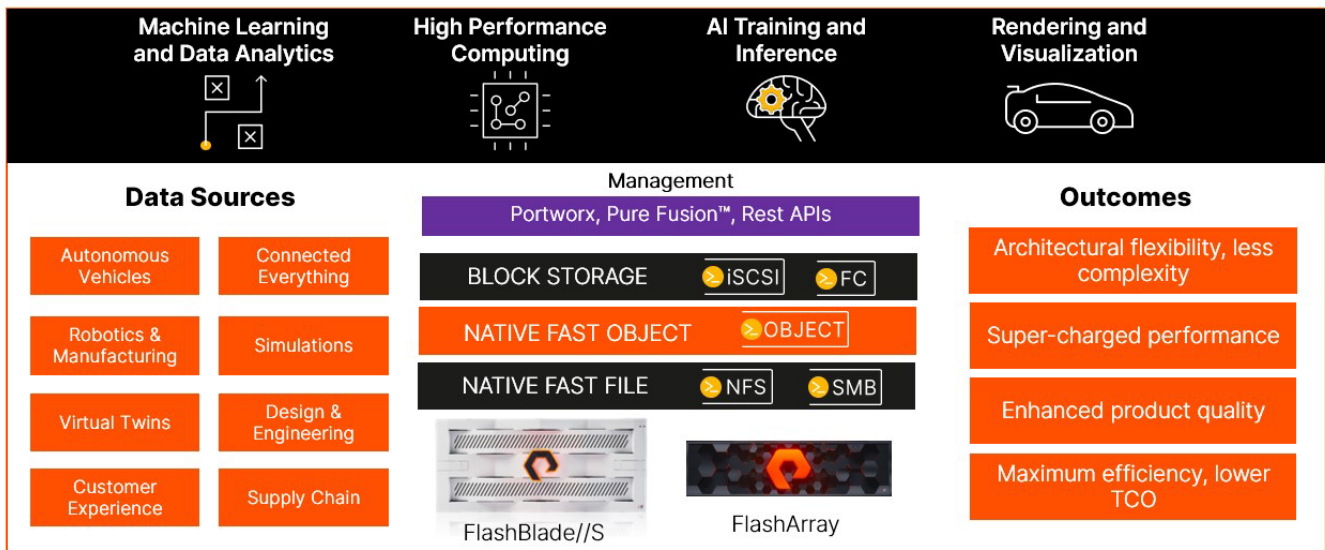 Machine Learning
and Data Analytics
High Performance
Computing
AI Training and
Inference
Rendering and
Visualization
Data Sources
Autonomous
Vehicles
Connected
Everything
Robotics &
Manufacturing
Simulations
Virtual Twins
Design &
Engineering
Customer
Experience
Supply Chain
Management
Portworx, Pure Fusion™, Rest APIs
BLOCK STORAGE
iSCSI
FC
NATIVE FAST OBJECT
OBJECT
NATIVE FAST FILE
NFS
SMB
FlashBlade//S
FlashArray
Outcomes
Architectural flexibility, less
complexity
Super-charged performance
Enhanced product quality
Maximum efficiency, lower
TCO